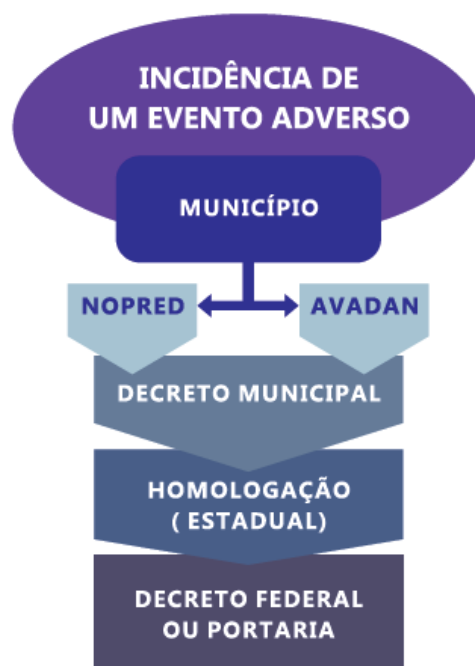 INCIDÊNCIA DE
UM EVENTO ADVERSO
MUNICÍPIO
NOPRED
AVADAN
DECRETO MUNICIPAL
HOMOLOGAÇÃO
( ESTADUAL)
DECRETO FEDERAL
OU PORTARIA